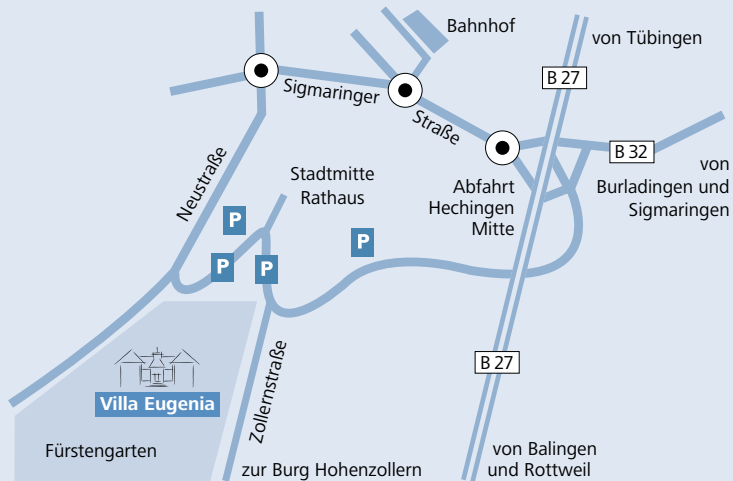 Bahnhof
von Tübingen
B 27
Sigmaringer
Straße
B 32
Neustraße
Stadtmitte
Rathaus
Abfahrt
Hechingen
Mitte
von
Burladingen und
Sigmaringen
P
P
P
P
B 27
Zollernstraße
Villa Eugenia
Fürstengarten
zur Burg Hohenzollern
von Balingen
und Rottweil